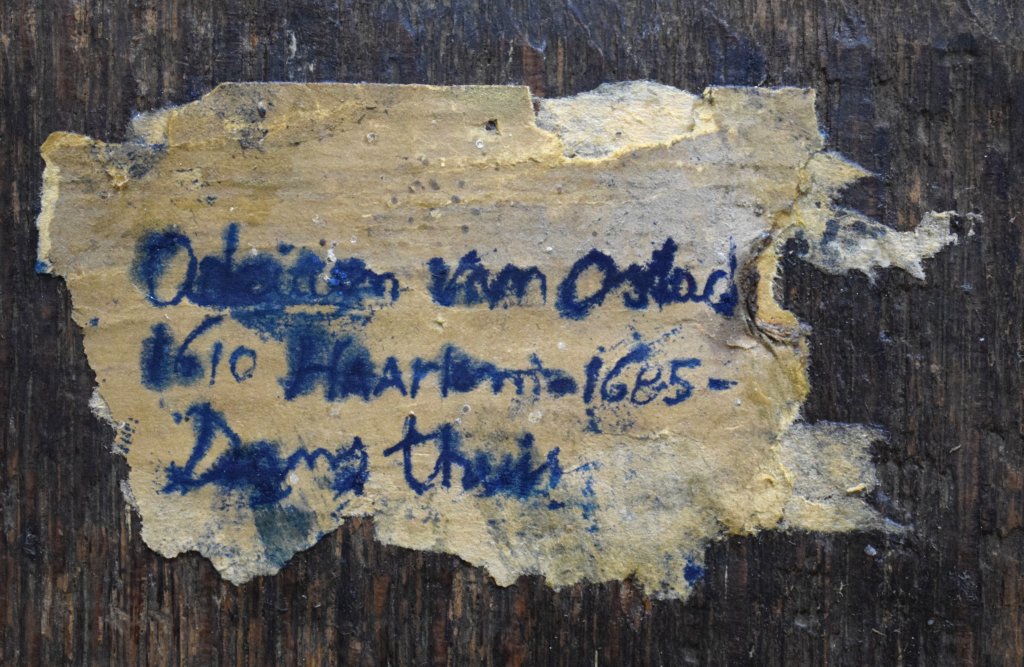 Adriaen van Ostad
1610 Haarlem-1685-
Dans thuis